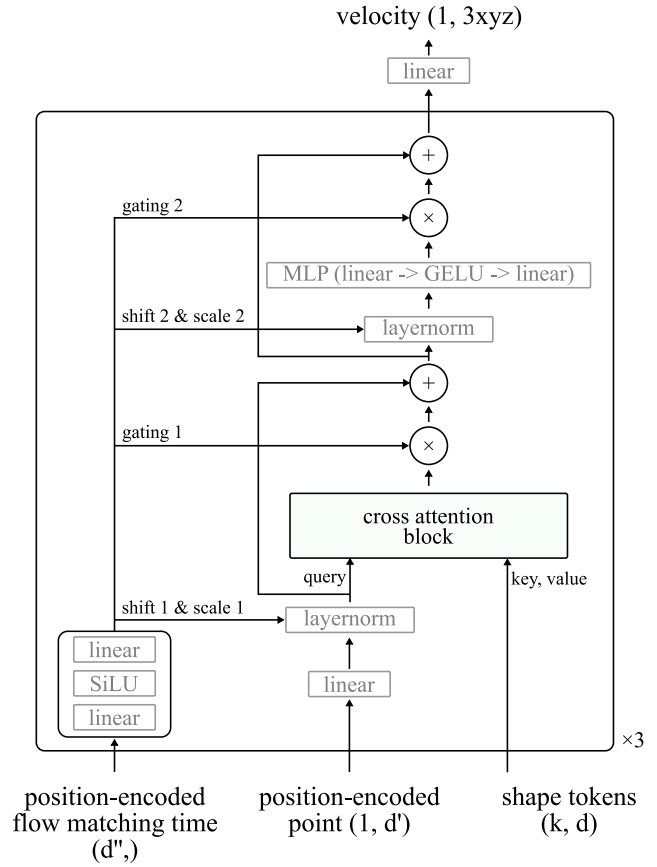 velocity (1, 3xyz)
linear
+
gating 2
×
MLP (linear -> GELU -> linear)
shift 2 & scale 2
layernorm
+
gating 1
×
cross attention
block
query
key, value
shift 1 & scale 1
layernorm
linear
SiLU
linear
linear
×3
position-encoded
flow matching time
(d'',)
position-encoded
point (1, d')
shape tokens
(k, d)